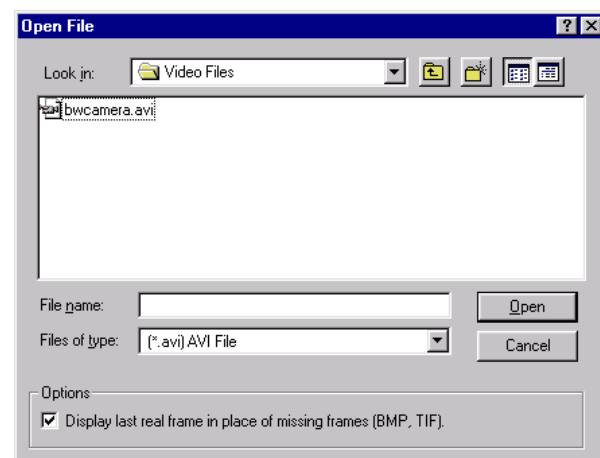 Open File
Look in: Video Files
bwcamera.avi
File name: Open
Files of type: (*.avi) AVI File Cancel
Options
Display last real frame in place of missing frames (BMP, TIF).